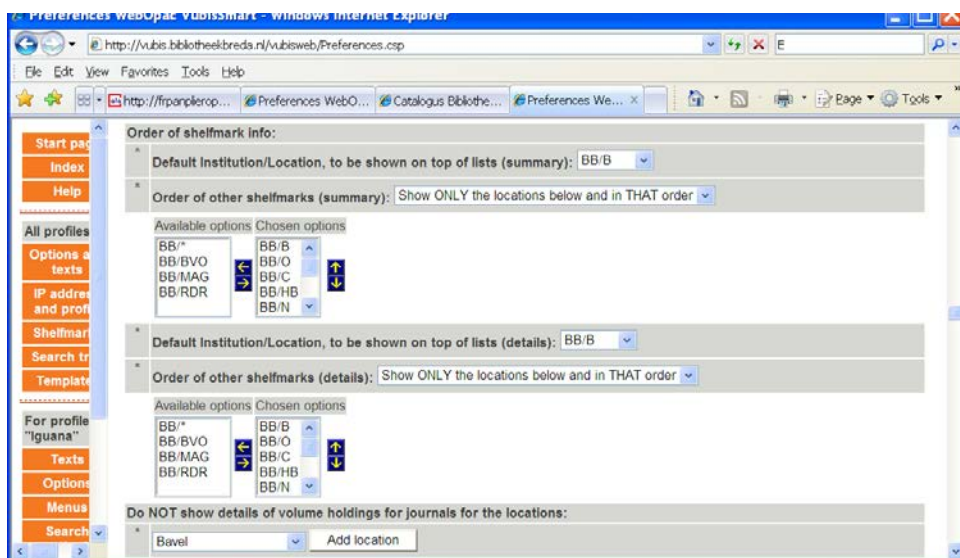 Preferences WebOpac VubisSmart - Windows Internet Explorer
http://vubis.bibliotheekbreda.nl/vubisweb/Preferences.csp
E
File Edit View Favorites Tools Help
http://frpanplierop... Preferences WebO... Catalogus Bibliothe... Preferences We... Page Tools
Start pag
Index
Help
All profiles
Options a
texts
IP addres
and profi
Shelfmar
Search tr
Template
For profile
"Iguana"
Texts
Options
Menus
Search
Order of shelfmark info:
* Default Institution/Location, to be shown on top of lists (summary): BB/B
* Order of other shelfmarks (summary): Show ONLY the locations below and in THAT order
Available options Chosen options
BB/* BB/B
BB/BVO BB/O
BB/MAG BB/C
BB/RDR BB/HB
BB/N
* Default Institution/Location, to be shown on top of lists (details): BB/B
* Order of other shelfmarks (details): Show ONLY the locations below and in THAT order
Available options Chosen options
BB/* BB/B
BB/BVO BB/O
BB/MAG BB/C
BB/RDR BB/HB
BB/N
Do NOT show details of volume holdings for journals for the locations:
* Bavel Add location